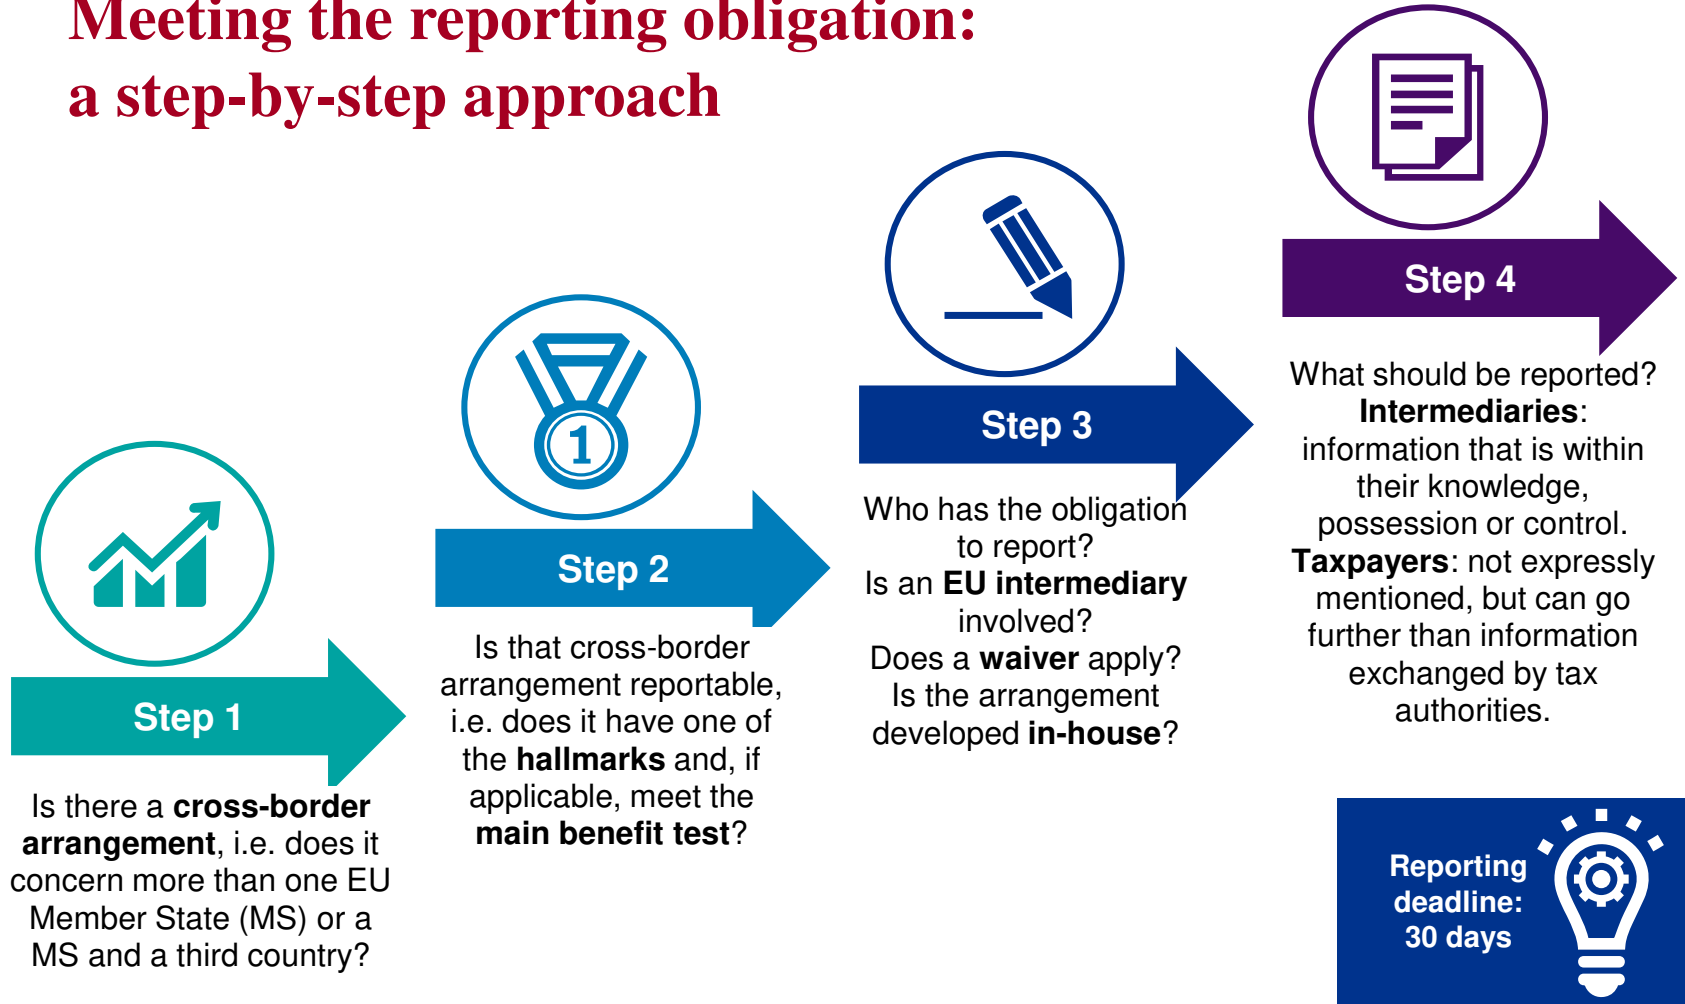 Meeting the reporting obligation:
a step-by-step approach
Step 1
Is there a cross-border
arrangement, i.e. does it
concern more than one EU
Member State (MS) or a
MS and a third country?
1
Step 2
Is that cross-border
arrangement reportable,
i.e. does it have one of
the hallmarks and, if
applicable, meet the
main benefit test?
Step 3
Who has the obligation
to report?
Is an EU intermediary
involved?
Does a waiver apply?
Is the arrangement
developed in-house?
Step 4
What should be reported?
Intermediaries:
information that is within
their knowledge,
possession or control.
Taxpayers: not expressly
mentioned, but can go
further than information
exchanged by tax
authorities.
Reporting
deadline:
30 days